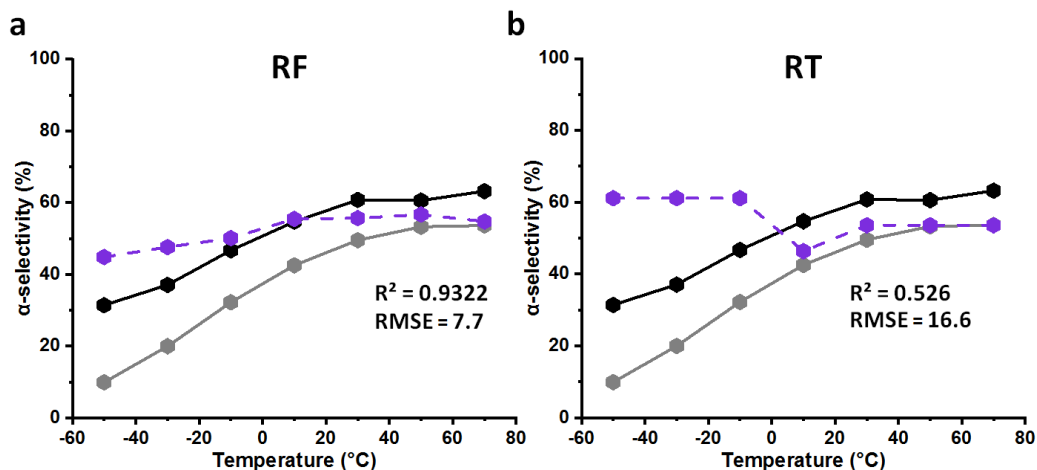 a
RF
100
80
60
40
20
0
α-selectivity (%)
R² = 0.9322
RMSE = 7.7
-60 -40 -20 0 20 40 60 80
Temperature (°C)
b
RT
100
80
60
40
20
0
α-selectivity (%)
R² = 0.526
RMSE = 16.6
-60 -40 -20 0 20 40 60 80
Temperature (°C)